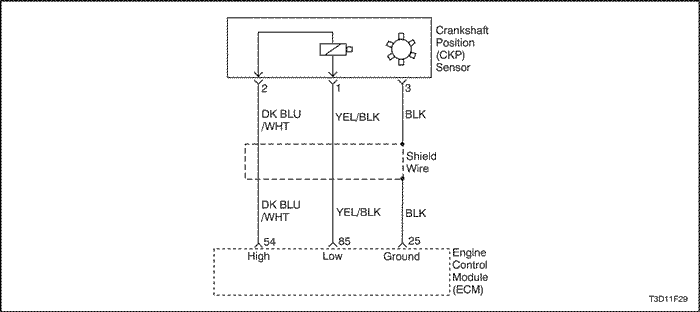 Crankshaft
Position
(CKP)
Sensor
2 1 3
DK BLU
/WHT
YEL/BLK
BLK
Shield
Wire
DK BLU
/WHT
YEL/BLK
BLK
54 85 25
High Low Ground
Engine
Control
Module
(ECM)
T3D11F29